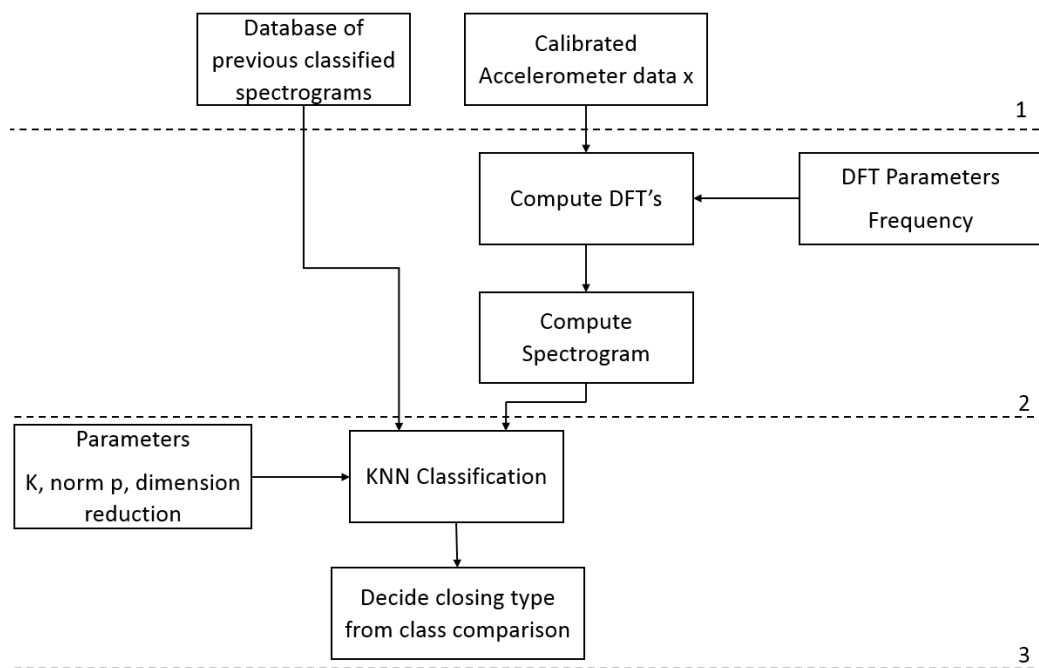 Database of
previous classified
spectrograms
Calibrated
Accelerometer data x
1
Compute DFT's
DFT Parameters
Frequency
Compute
Spectrogram
2
Parameters
K, norm p, dimension
reduction
KNN Classification
Decide closing type
from class comparison
3